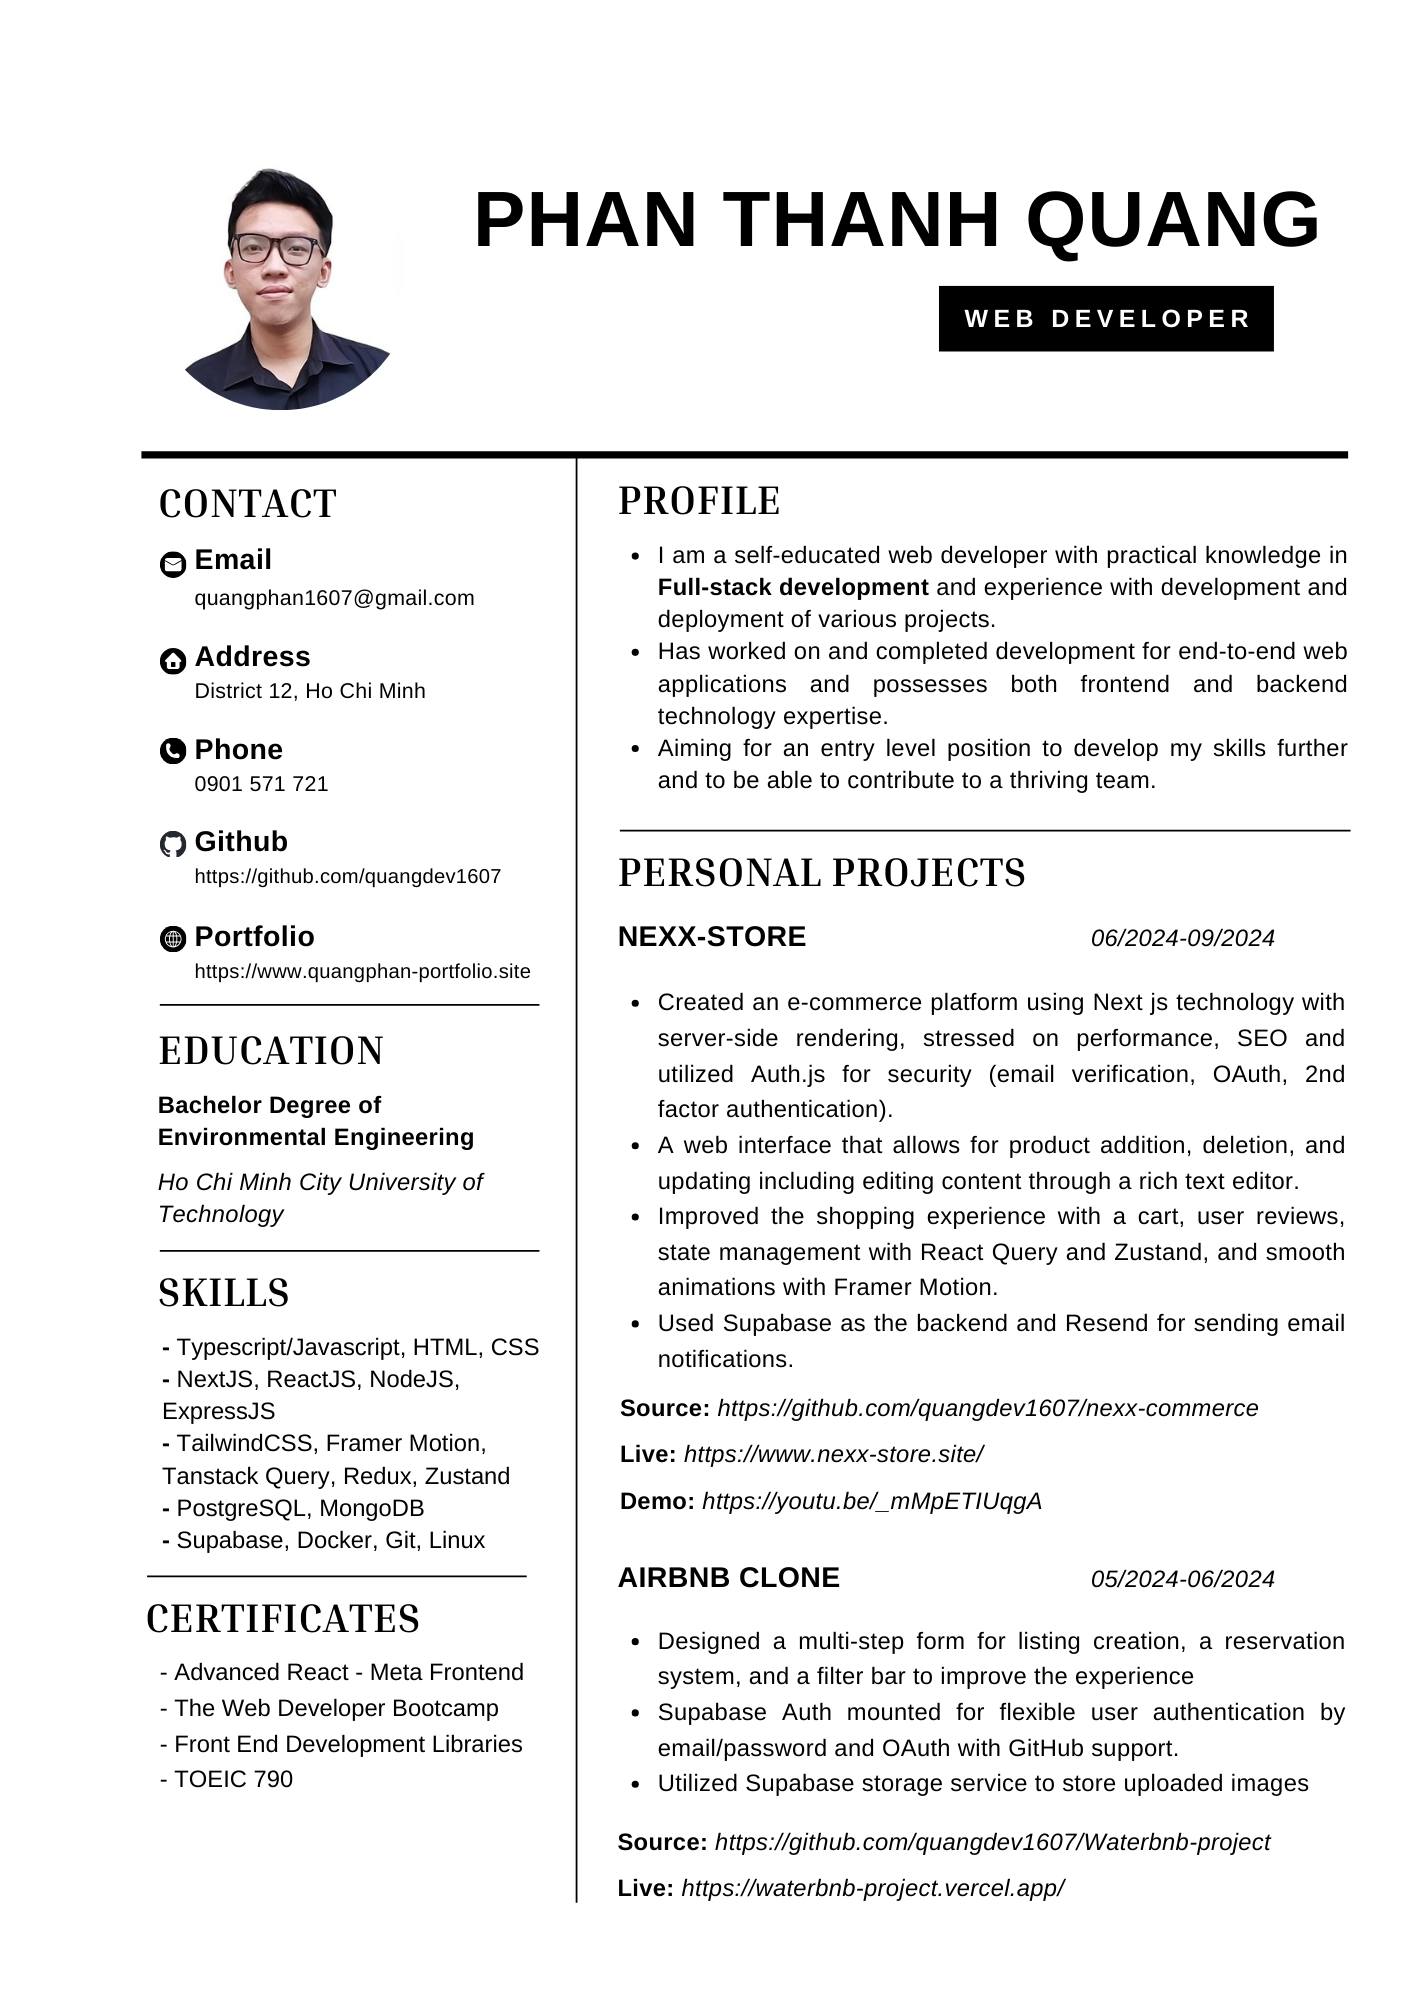 PHAN THANH QUANG
WEB DEVELOPER
CONTACT
Email
quangphan1607@gmail.com
Address
District 12, Ho Chi Minh
Phone
0901 571 721
Github
https://github.com/quangdev1607
Portfolio
https://www.quangphan-portfolio.site
EDUCATION
Bachelor Degree of
Environmental Engineering
Ho Chi Minh City University of
Technology
SKILLS
- Typescript/Javascript, HTML, CSS
- NextJS, ReactJS, NodeJS,
ExpressJS
- TailwindCSS, Framer Motion,
Tanstack Query, Redux, Zustand
- PostgreSQL, MongoDB
- Supabase, Docker, Git, Linux
CERTIFICATES
- Advanced React - Meta Frontend
- The Web Developer Bootcamp
- Front End Development Libraries
- TOEIC 790
PROFILE
• I am a self-educated web developer with practical knowledge in
Full-stack development and experience with development and
deployment of various projects.
• Has worked on and completed development for end-to-end web
applications and possesses both frontend and backend
technology expertise.
• Aiming for an entry level position to develop my skills further
and to be able to contribute to a thriving team.
PERSONAL PROJECTS
NEXX-STORE 06/2024-09/2024
• Created an e-commerce platform using Next js technology with
server-side rendering, stressed on performance, SEO and
utilized Auth.js for security (email verification, OAuth, 2nd
factor authentication).
• A web interface that allows for product addition, deletion, and
updating including editing content through a rich text editor.
• Improved the shopping experience with a cart, user reviews,
state management with React Query and Zustand, and smooth
animations with Framer Motion.
• Used Supabase as the backend and Resend for sending email
notifications.
Source: https://github.com/quangdev1607/nexx-commerce
Live: https://www.nexx-store.site/
Demo: https://youtu.be/_mMpETIUqgA
AIRBNB CLONE 05/2024-06/2024
• Designed a multi-step form for listing creation, a reservation
system, and a filter bar to improve the experience
• Supabase Auth mounted for flexible user authentication by
email/password and OAuth with GitHub support.
• Utilized Supabase storage service to store uploaded images
Source: https://github.com/quangdev1607/Waterbnb-project
Live: https://waterbnb-project.vercel.app/